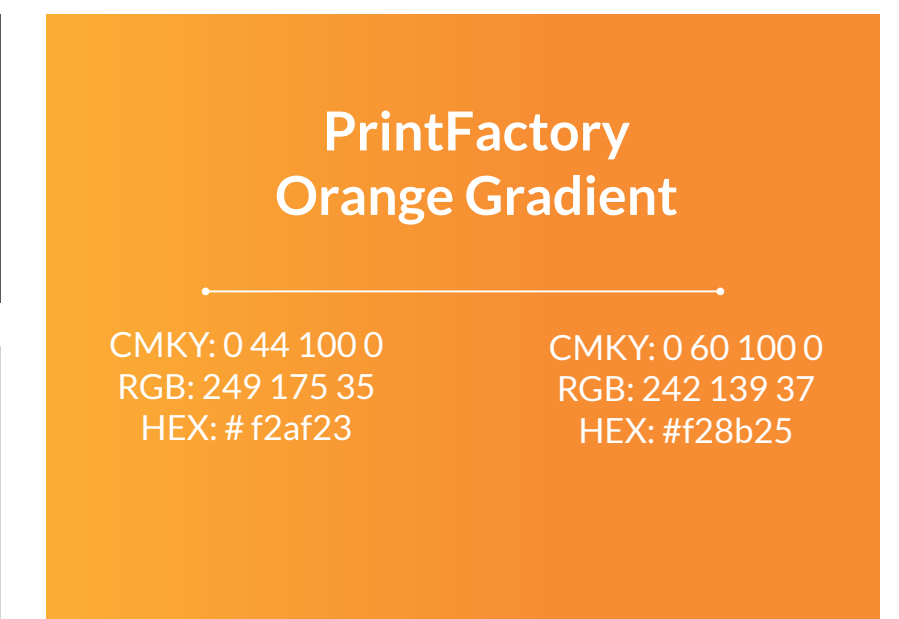 PrintFactory
Orange Gradient
CMKY: 0 44 100 0
RGB: 249 175 35
HEX: # f2af23
CMKY: 0 60 100 0
RGB: 242 139 37
HEX: #f28b25